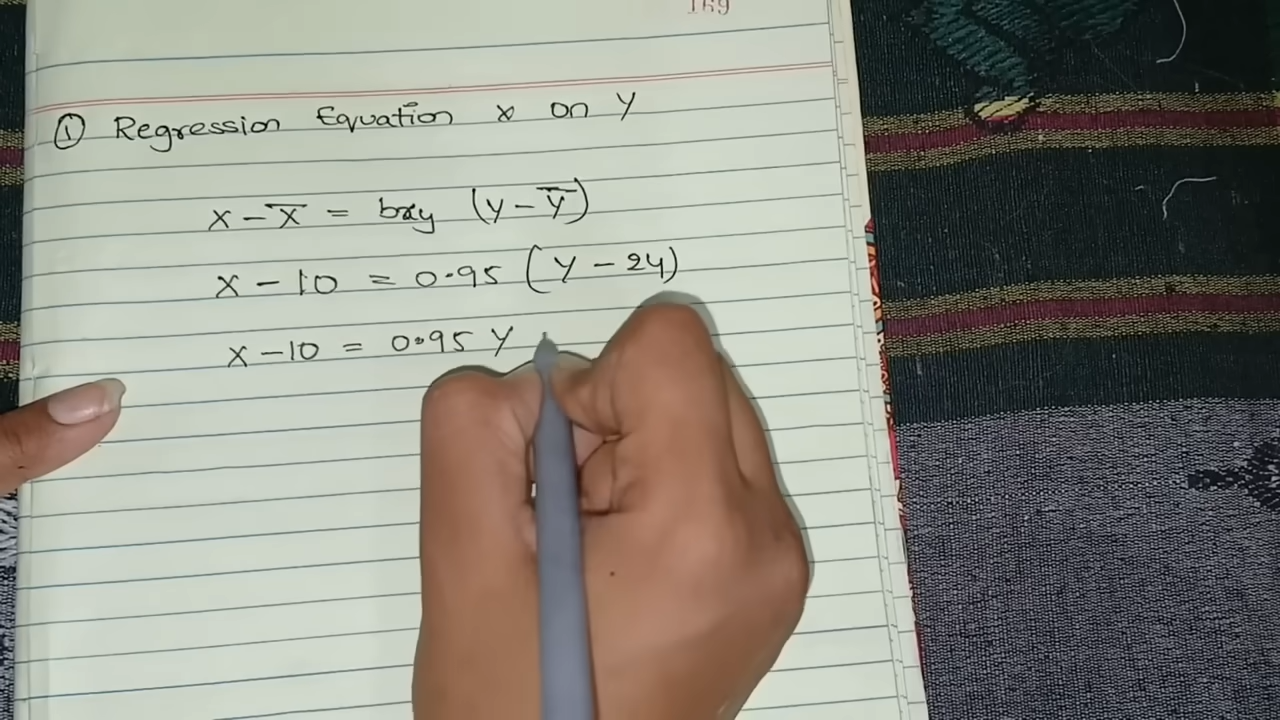 169
① Regression Equation x on y
x - x̅ = bxy (y - y̅)
x - 10 = 0.95 (y - 24)
x - 10 = 0.95 y